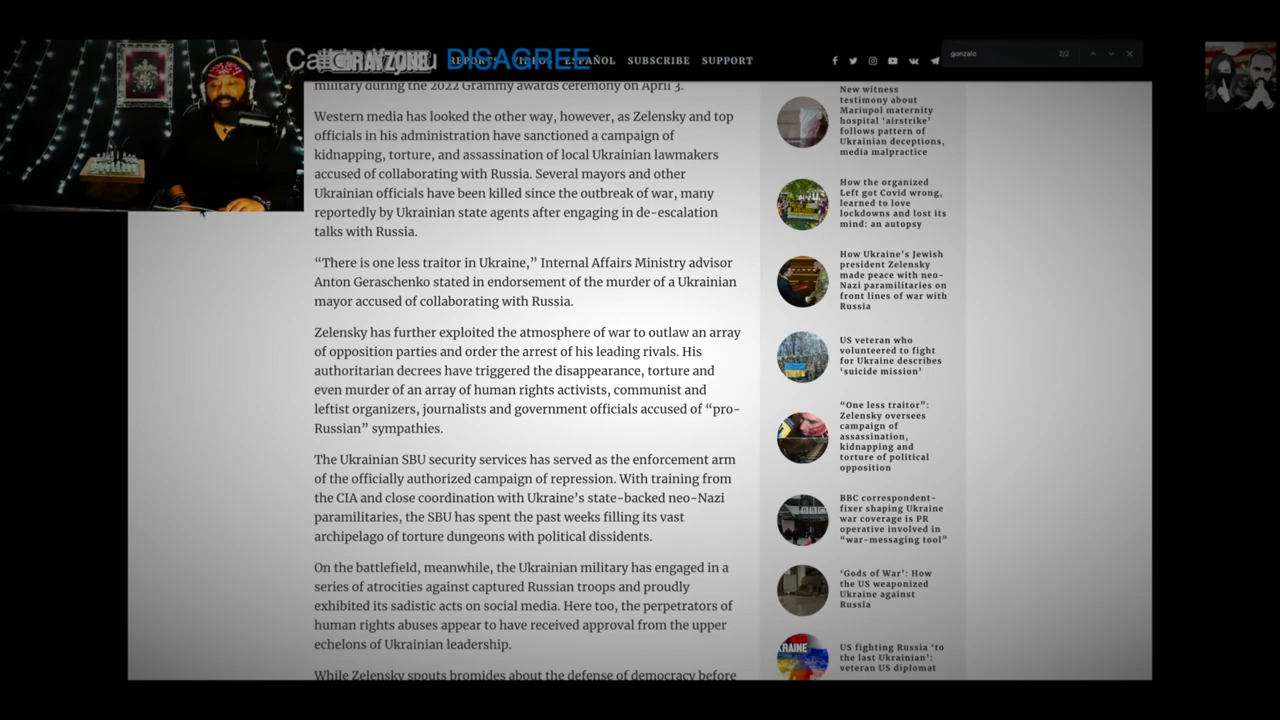 DISAGREE
GRAYZONE
ESPAÑOL SUBSCRIBE SUPPORT
gonzalo 2/2
military during the 2022 Grammy awards ceremony on April 3.
Western media has looked the other way, however, as Zelensky and top
officials in his administration have sanctioned a campaign of
kidnapping, torture, and assassination of local Ukrainian lawmakers
accused of collaborating with Russia. Several mayors and other
Ukrainian officials have been killed since the outbreak of war, many
reportedly by Ukrainian state agents after engaging in de-escalation
talks with Russia.
“There is one less traitor in Ukraine,” Internal Affairs Ministry advisor
Anton Geraschenko stated in endorsement of the murder of a Ukrainian
mayor accused of collaborating with Russia.
Zelensky has further exploited the atmosphere of war to outlaw an array
of opposition parties and order the arrest of his leading rivals. His
authoritarian decrees have triggered the disappearance, torture and
even murder of an array of human rights activists, communist and
leftist organizers, journalists and government officials accused of “pro-
Russian” sympathies.
The Ukrainian SBU security services has served as the enforcement arm
of the officially authorized campaign of repression. With training from
the CIA and close coordination with Ukraine’s state-backed neo-Nazi
paramilitaries, the SBU has spent the past weeks filling its vast
archipelago of torture dungeons with political dissidents.
On the battlefield, meanwhile, the Ukrainian military has engaged in a
series of atrocities against captured Russian troops and proudly
exhibited its sadistic acts on social media. Here too, the perpetrators of
human rights abuses appear to have received approval from the upper
echelons of Ukrainian leadership.
While Zelensky spouts bromides about the defense of democracy before
New witness
testimony about
Mariupol maternity
hospital ‘airstrike’
follows pattern of
Ukrainian deceptions,
media malpractice
How the organized
Left got Covid wrong,
learned to love
lockdowns and lost its
mind: an autopsy
How Ukraine’s Jewish
president Zelensky
made peace with neo-
Nazi paramilitaries on
front lines of war with
Russia
US veteran who
volunteered to fight
for Ukraine describes
‘suicide mission’
“One less traitor”:
Zelensky oversees
campaign of
assassination,
kidnapping and
torture of political
opposition
BBC correspondent-
fixer shaping Ukraine
war coverage is PR
operative involved in
“war-messaging tool”
‘Gods of War’: How
the US weaponized
Ukraine against
Russia
US fighting Russia ‘to
the last Ukrainian’:
veteran US diplomat